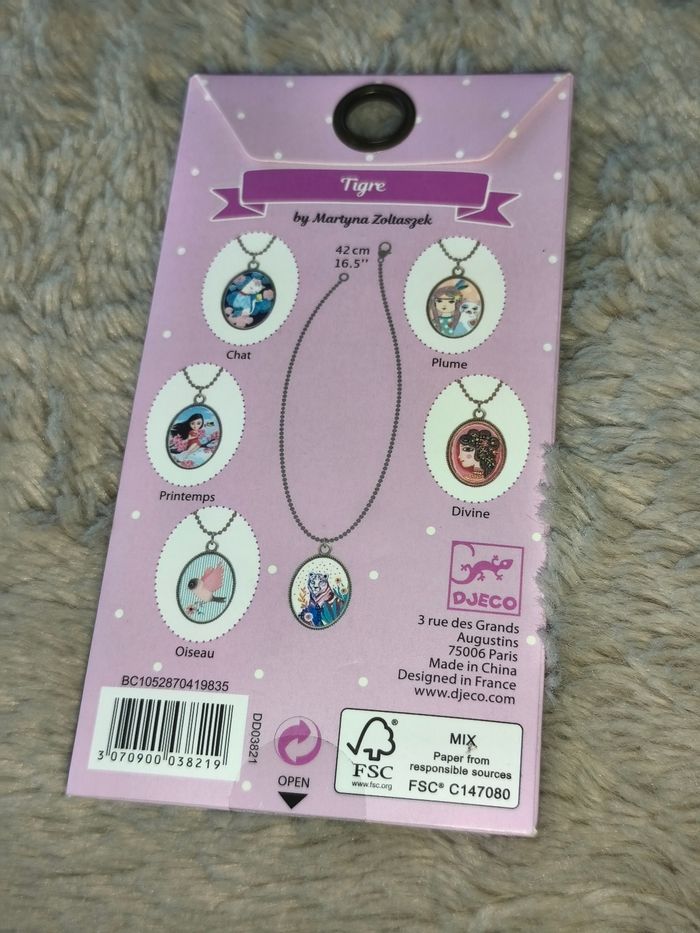 Tigre
by Martyna Zoltaszek
42 cm
16.5''
Chat
Plume
Printemps
Divine
Oiseau
DJECO
3 rue des Grands
Augustins
75006 Paris
Made in China
Designed in France
www.djeco.com
BC1052870419835
3 070900 038219
DD03821
OPEN
FSC®
www.fsc.org
MIX
Paper from
responsible sources
FSC® C147080